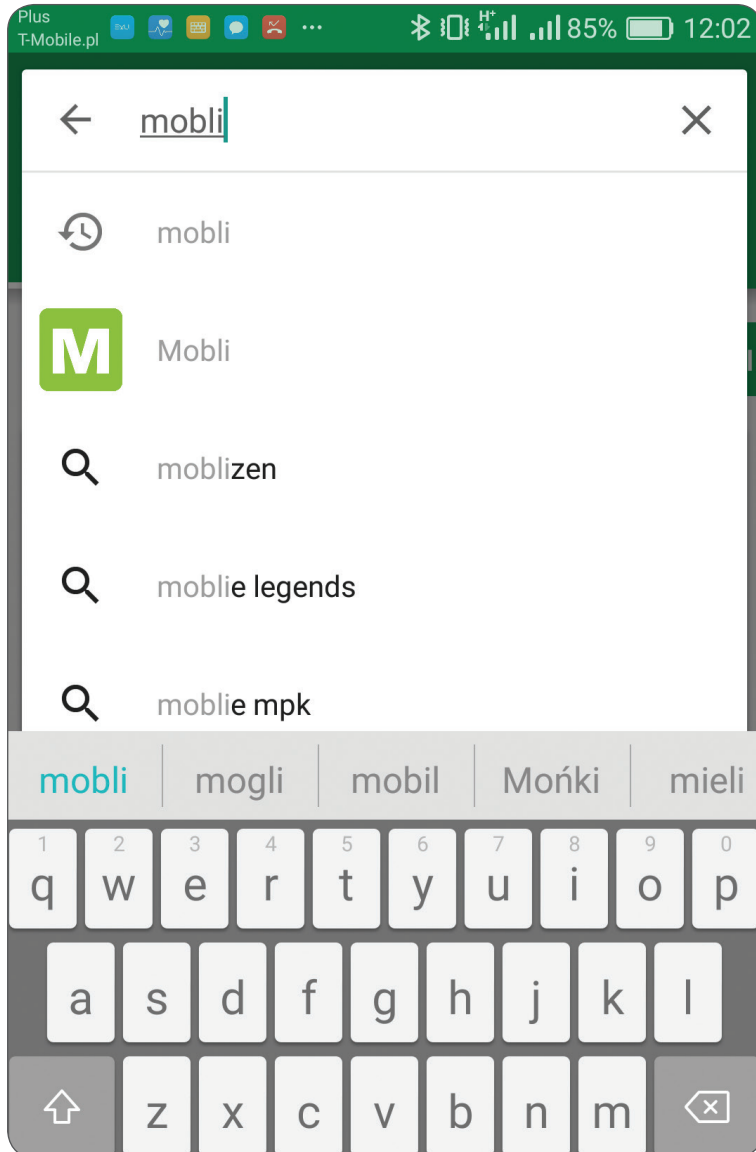 Plus
T-Mobile.pl H+ 85% 12:02
mobli
mobli
M Mobli
moblizen
moblie legends
moblie mpk
mobli mogli mobil Mońki mieli
1 2 3 4 5 6 7 8 9 0
q w e r t y u i o p
a s d f g h j k l
z x c v b n m